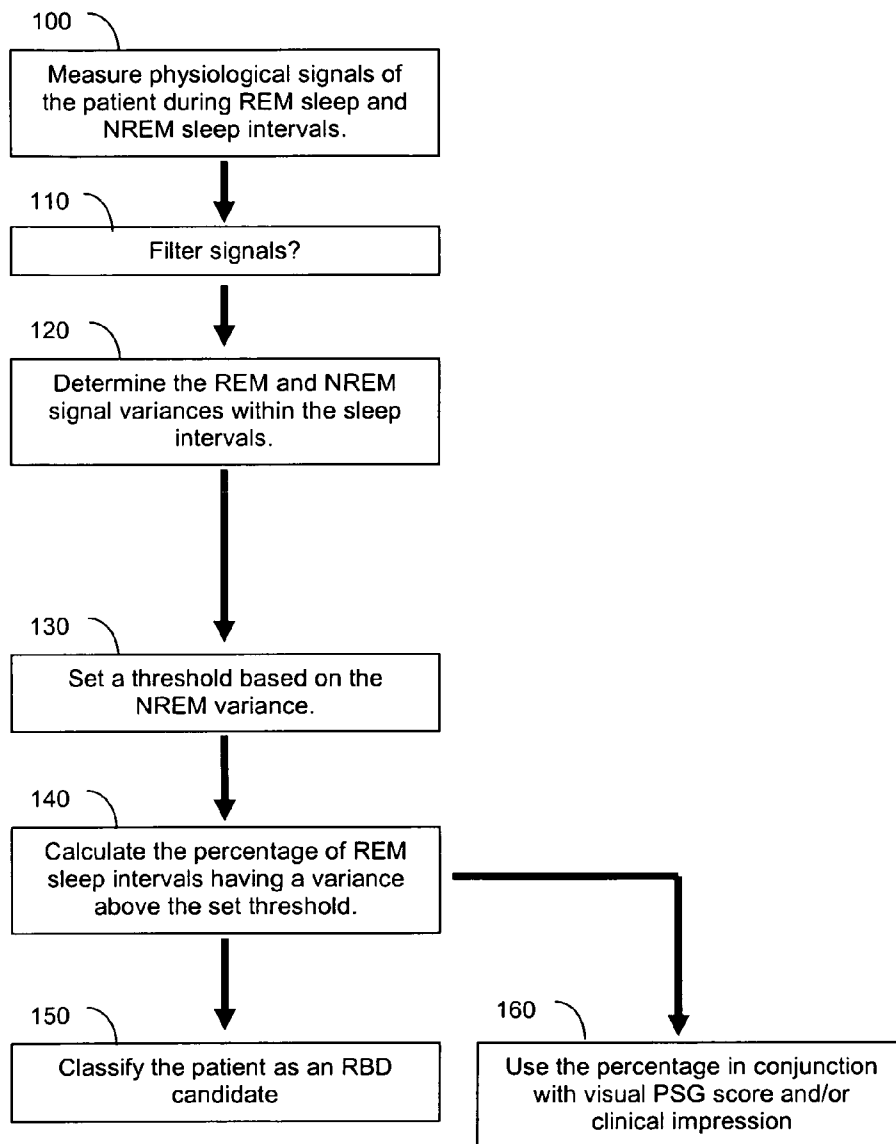 100
Measure physiological signals of
the patient during REM sleep and
NREM sleep intervals.
110
Filter signals?
120
Determine the REM and NREM
signal variances within the sleep
intervals.
130
Set a threshold based on the
NREM variance.
140
Calculate the percentage of REM
sleep intervals having a variance
above the set threshold.
150
Classify the patient as an RBD
candidate
160
Use the percentage in conjunction
with visual PSG score and/or
clinical impression